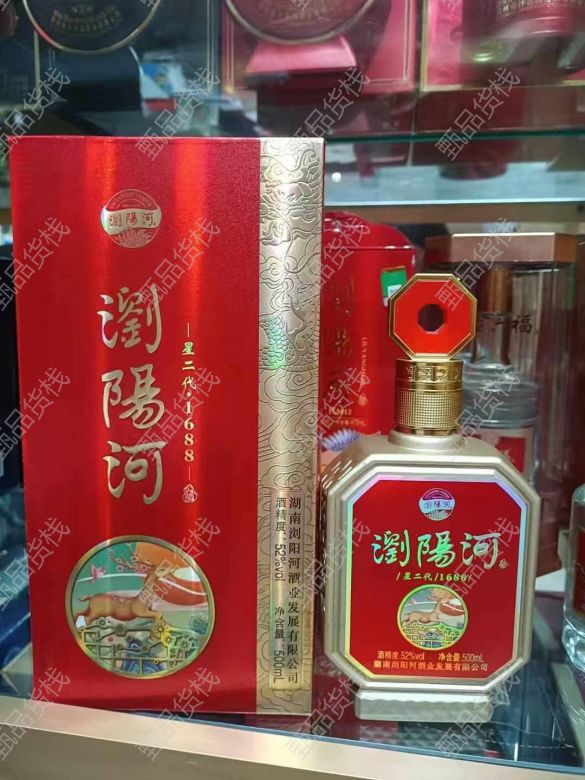 瀏陽河
瀏陽河
星二代·1688
湖南浏阳河酒业发展有限公司
酒精度：52%vol 净含量：500ml
瀏陽河
瀏陽河
/星二代/1688/
酒精度:52%vol 净含量:500mL
湖南浏阳河酒业发展有限公司
甄品货栈